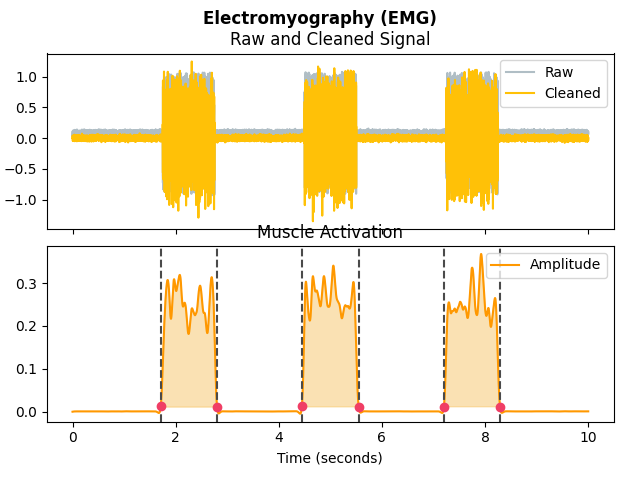 Electromyography (EMG)
Raw and Cleaned Signal
Raw
Cleaned
1.0
0.5
0.0
−0.5
−1.0
Muscle Activation
Amplitude
0.3
0.2
0.1
0.0
0 2 4 6 8 10
Time (seconds)